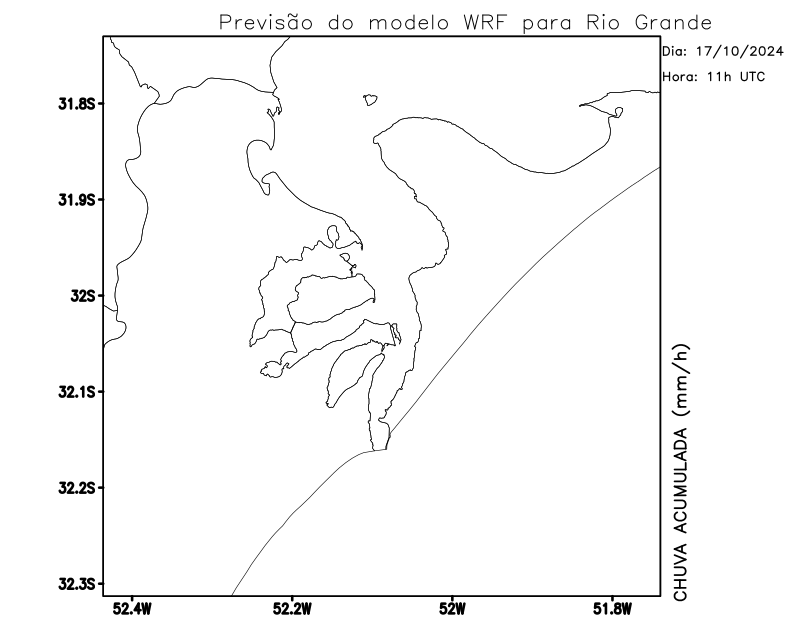 Previsão do modelo WRF para Rio Grande
Dia: 17/10/2024
Hora: 11h UTC
31.8S
31.9S
32S
32.1S
32.2S
32.3S
52.4W
52.2W
52W
51.8W
CHUVA ACUMULADA (mm/h)